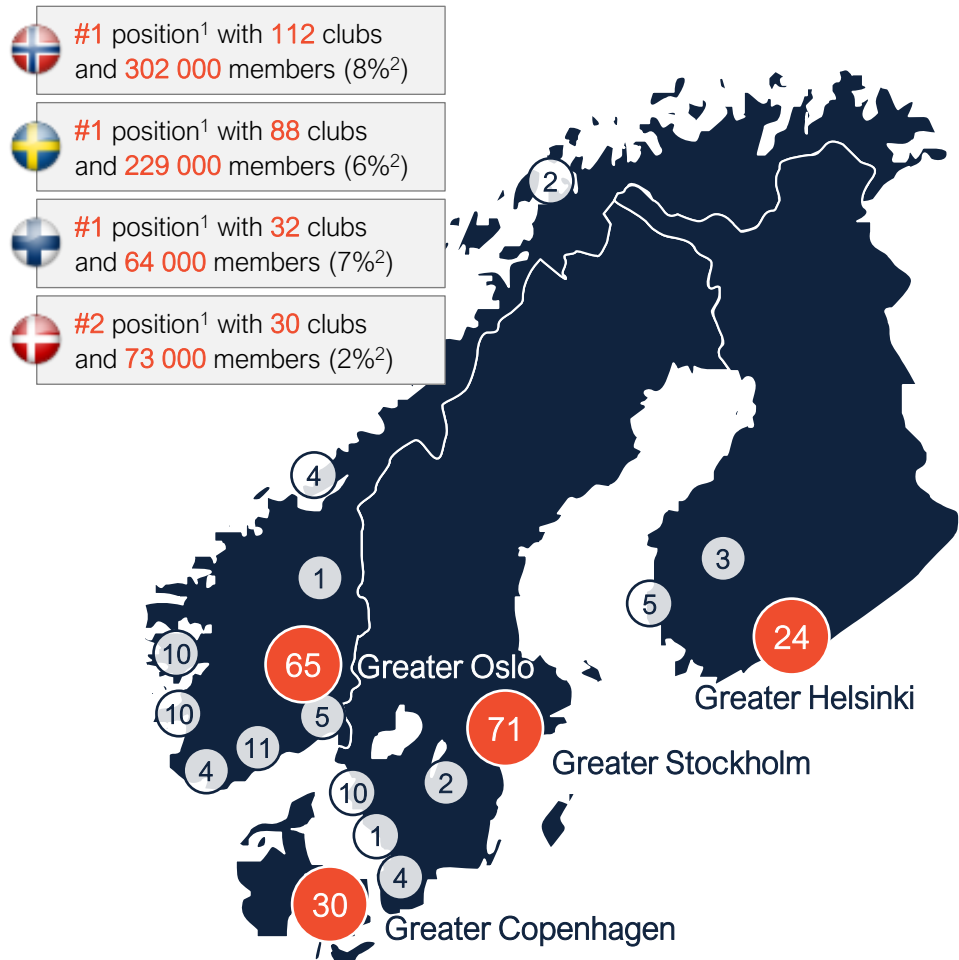 #1 position¹ with 112 clubs
and 302 000 members (8%²)
#1 position¹ with 88 clubs
and 229 000 members (6%²)
#1 position¹ with 32 clubs
and 64 000 members (7%²)
#2 position¹ with 30 clubs
and 73 000 members (2%²)
2
4
1
3
5
24
10
65
Greater Oslo
Greater Helsinki
10
5
71
11
Greater Stockholm
4
10
2
1
4
30
Greater Copenhagen